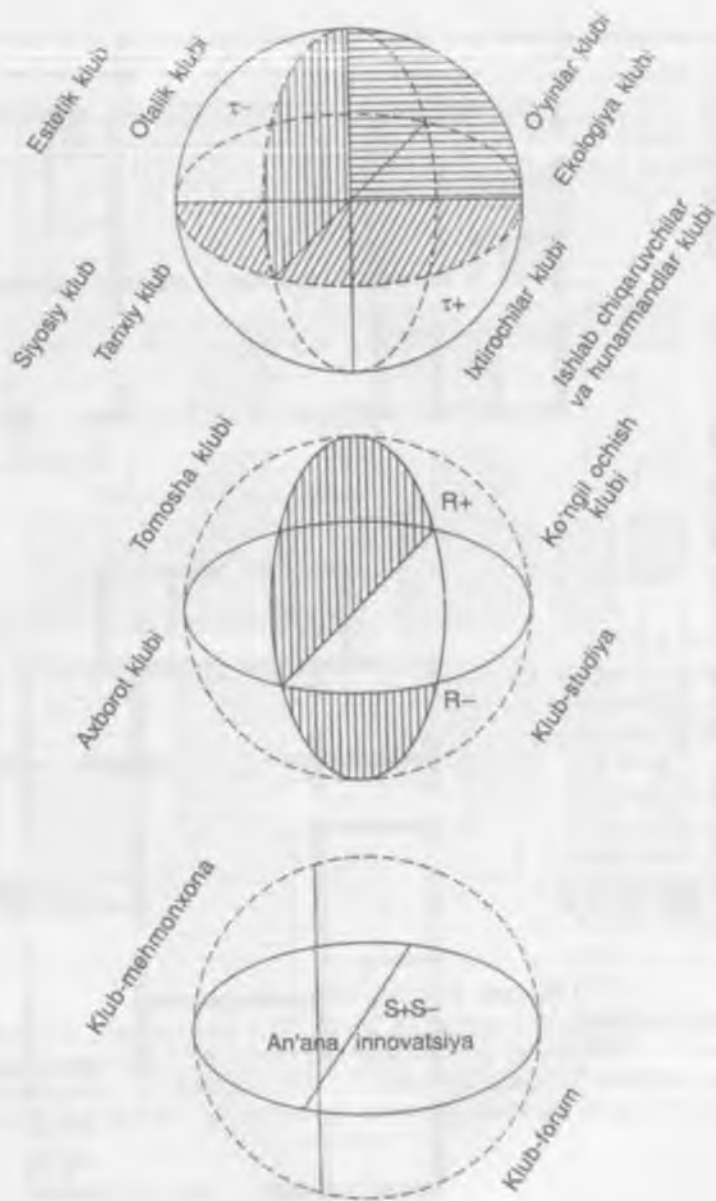 Estetik klub
Otalik klubi
τ-
O'yinlar klubi
Ekologiya klubi
Siyosiy klub
Tarixiy klub
τ+
Ixtirochilar klubi
Ishlab chiqaruvchilar
va hunarmandlar klubi
Tomosha klubi
R+
Ko'ngil ochish
klubi
Axborot klubi
R-
Klub-studiya
Klub-mehmonxona
S+S-
An'ana innovatsiya
Klub-forum